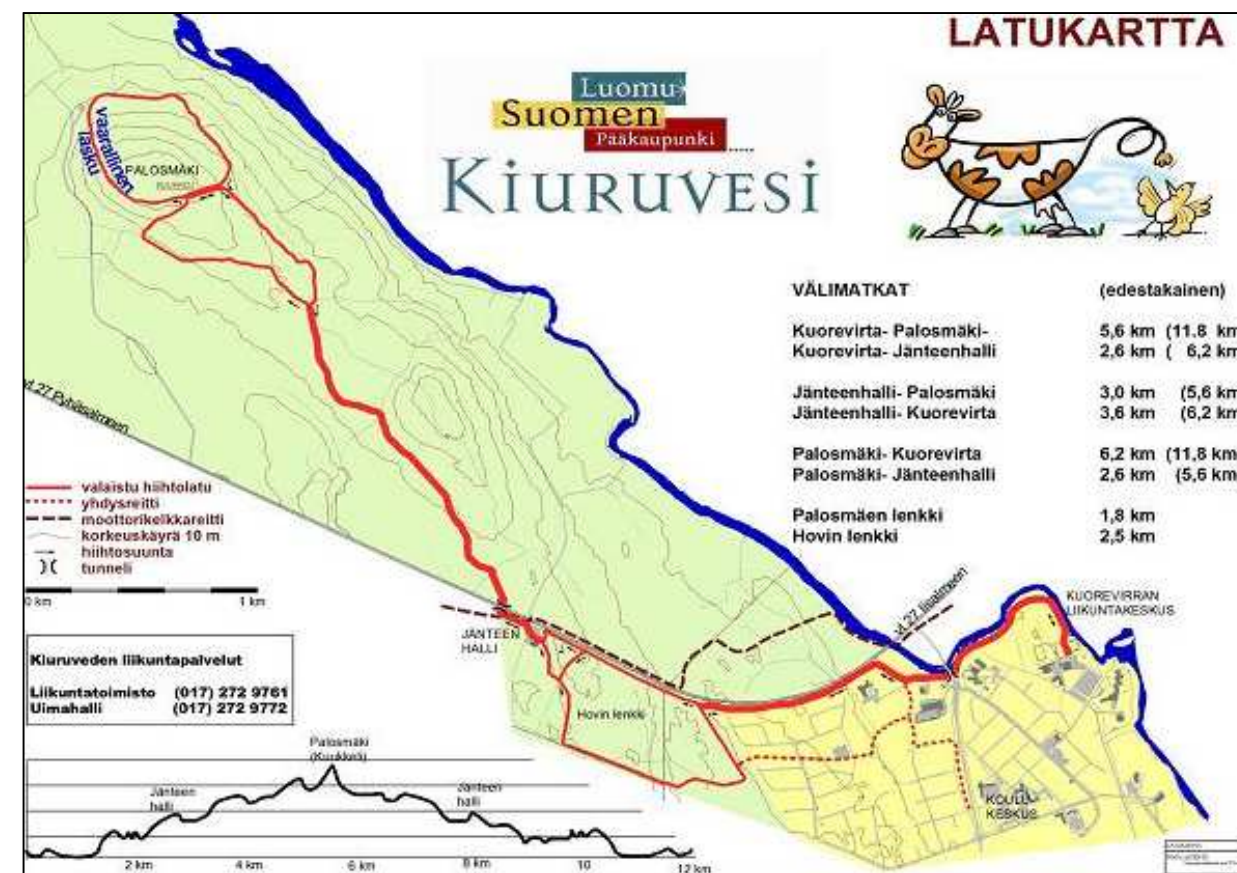 LATUKARTTA
Luomu
Suomen
Pääkaupunki .....
KIURUVESI
vaarallinen
lasku
PALOSMÄKI
VÄLIMATKAT (edestakainen)
Kuorevirta- Palosmäki- 5,6 km (11.8 km
Kuorevirta- Jänteenhalli 2,6 km ( 6,2 km
Jänteenhalli- Palosmäki 3,0 km (5,6 km
Jänteenhalli- Kuorevirta 3,6 km (6,2 km
Palosmäki- Kuorevirta 6,2 km (11,8 km
Palosmäki- Jänteenhalli 2,6 km (5,6 km
Palosmäen lenkki 1,8 km
Hovin lenkki 2,5 km
vt.27 Pyhäsalmeen
valaistu hiihtolatu
yhdysreitti
moottorikelkkareitti
korkeuskäyrä 10 m
hiihtosuunta
tunneli
0 km 1 km
vt.27 Iisalmeen
KUOREVIRRAN
LIIKUNTAKESKUS
JÄNTEEN
HALLI
Hovin lenkki
KOULU-
KESKUS
Kiuruveden liikuntapalvelut
Liikuntatoimisto (017) 272 9761
Uimahalli (017) 272 9772
Palosmäki
Jänteen
halli
Jänteen
halli
2 km 4 km 6 km 8 km 10 12 km